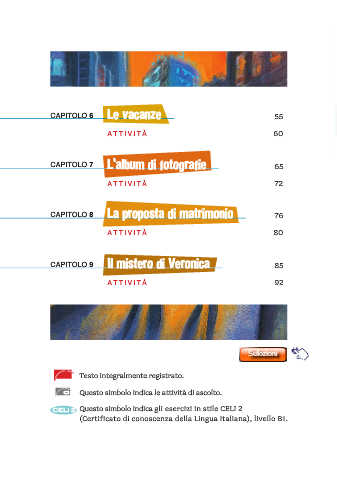 CAPITOLO 6 Le vacanze 55
ATTIVITÀ 60
CAPITOLO 7 L'album di fotografie 65
ATTIVITÀ 72
CAPITOLO 8 La proposta di matrimonio 76
ATTIVITÀ 80
CAPITOLO 9 Il mistero di Veronica 85
ATTIVITÀ 92
Soluzioni
Testo integralmente registrato.
Questo simbolo indica le attività di ascolto.
CELI 2 Questo simbolo indica gli esercizi in stile CELI 2
(Certificato di conoscenza della Lingua Italiana), livello B1.